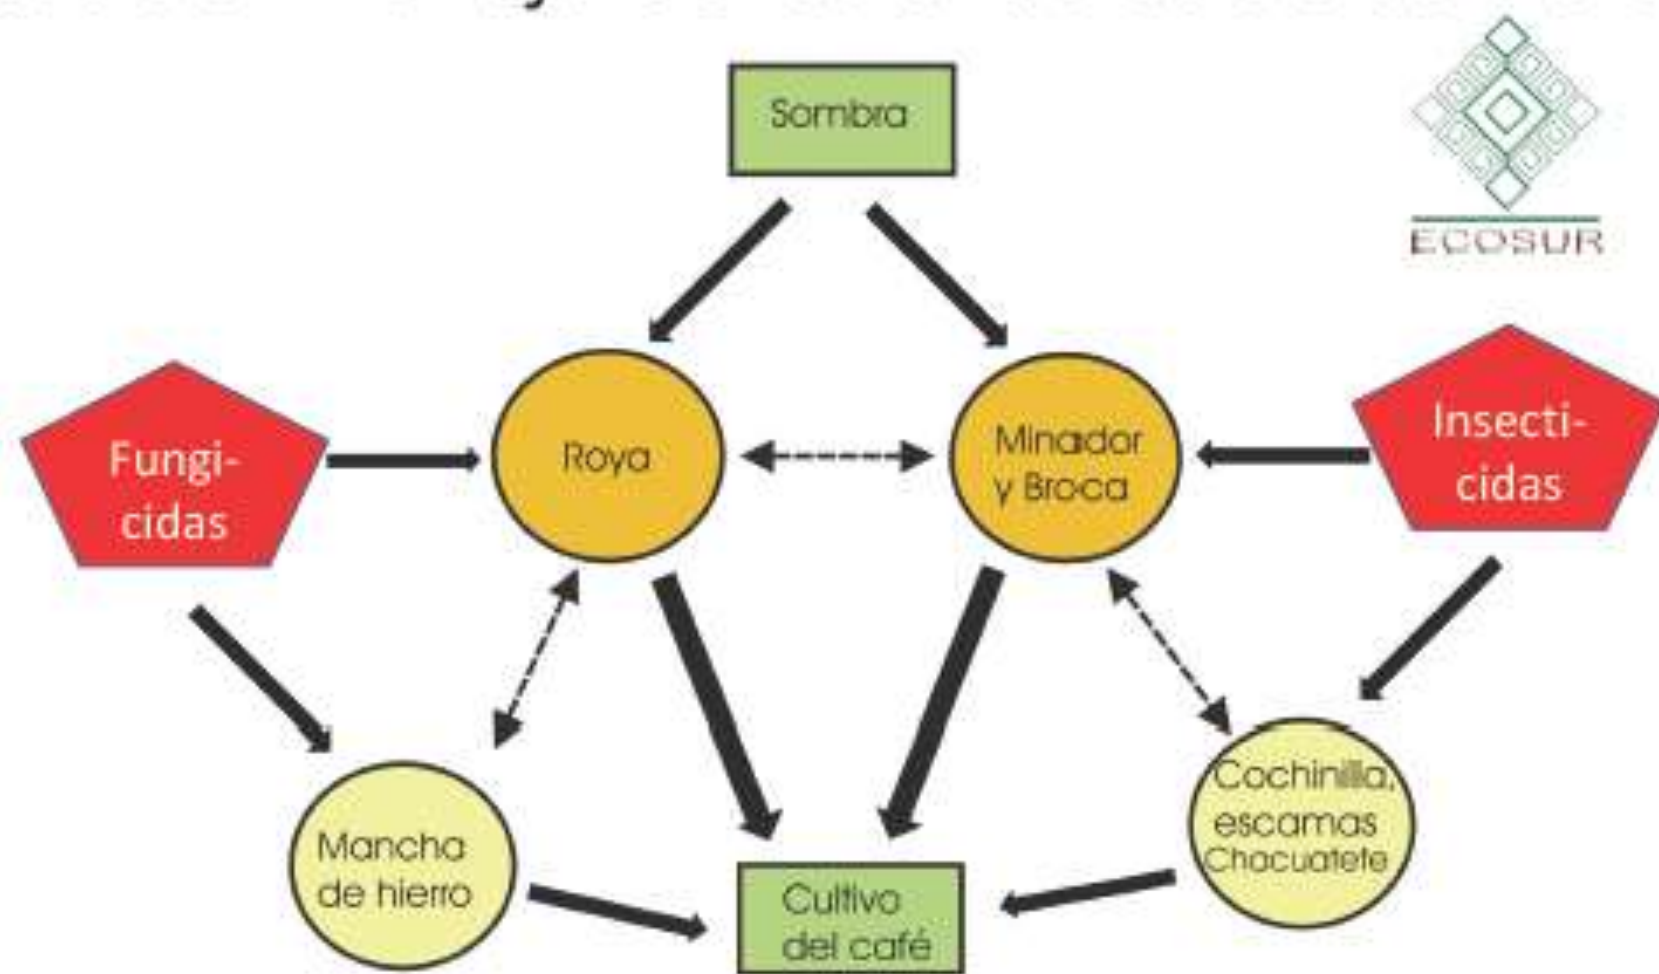 Sombra
ECOSUR
Fungi-
cidas
Roya
Minador
y Broca
Insecti-
cidas
Mancha
de hierro
Cultivo
del café
Cochinilla,
escamas
Chacuatete